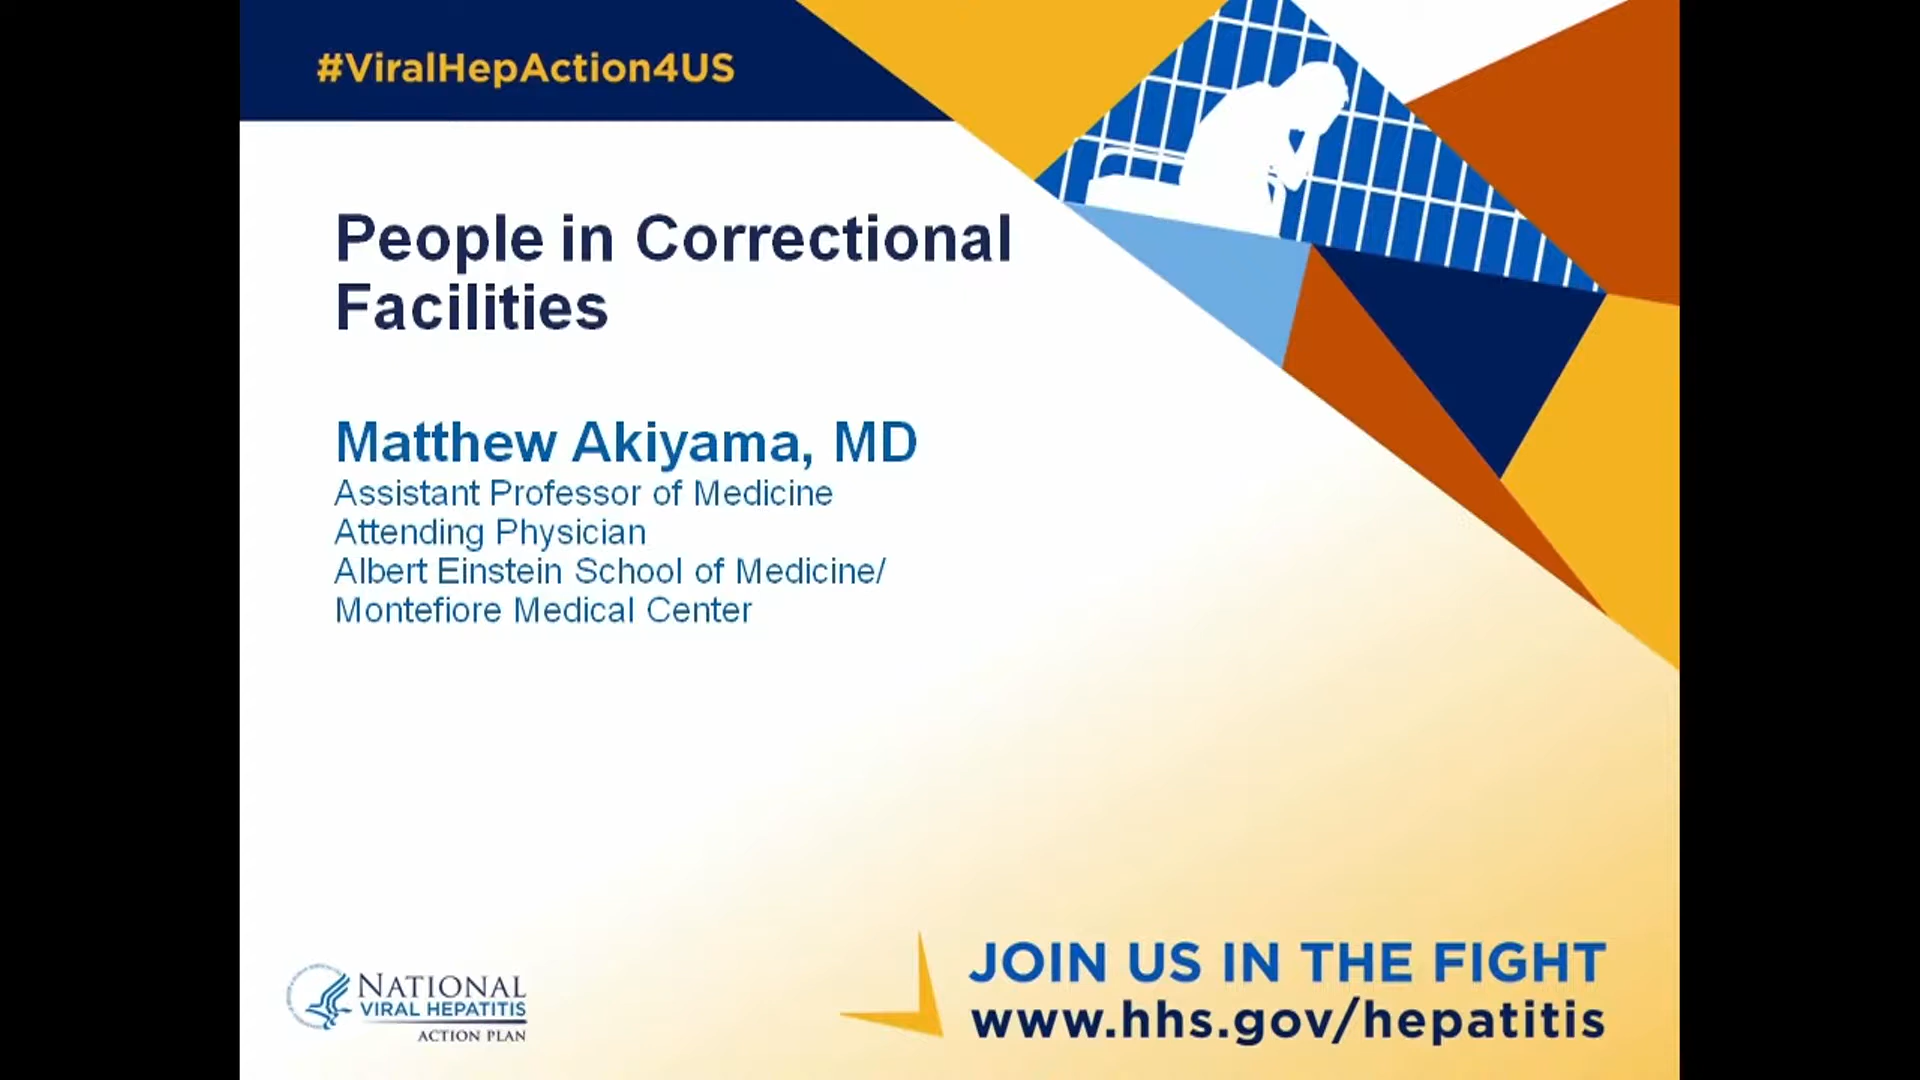 #ViralHepAction4US
People in Correctional
Facilities
Matthew Akiyama, MD
Assistant Professor of Medicine
Attending Physician
Albert Einstein School of Medicine/
Montefiore Medical Center
NATIONAL
VIRAL HEPATITIS
ACTION PLAN
JOIN US IN THE FIGHT
www.hhs.gov/hepatitis